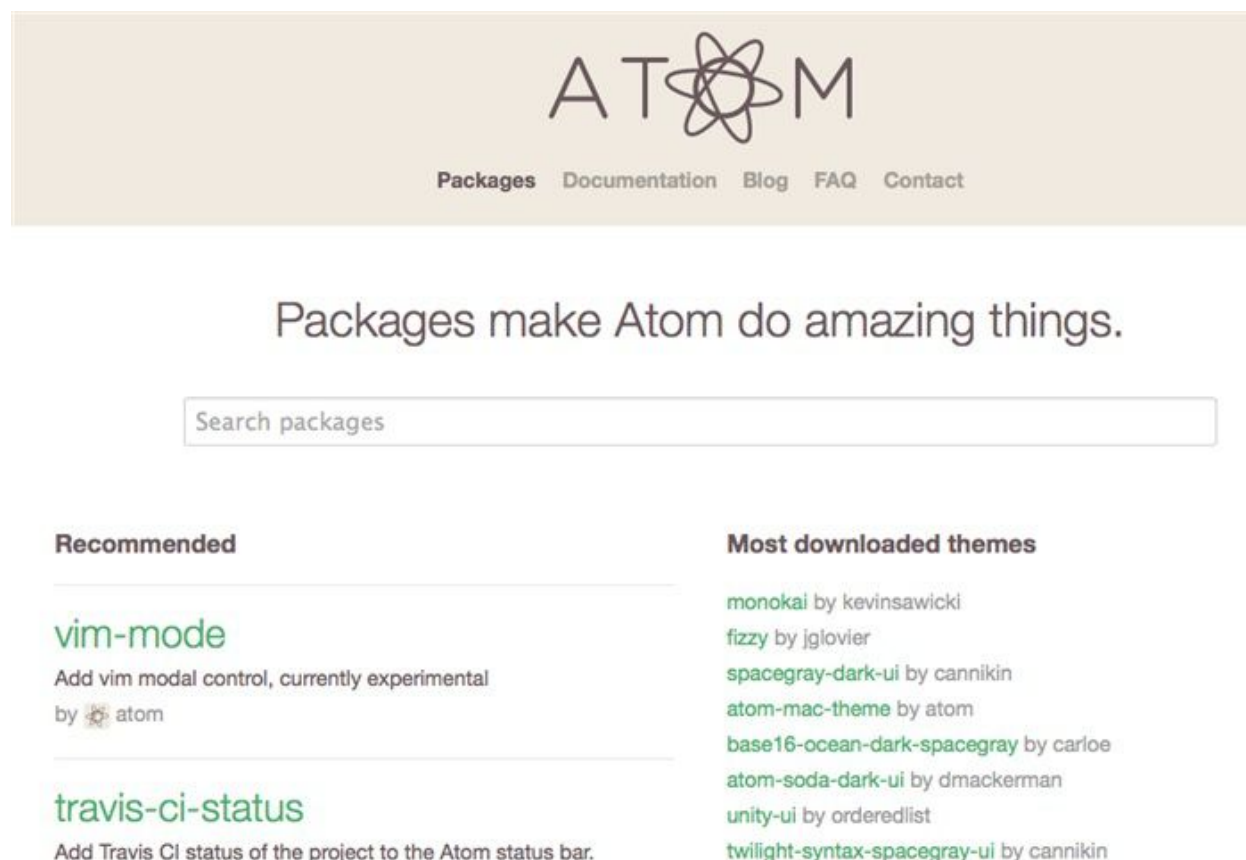 ATOM
Packages Documentation Blog FAQ Contact
Packages make Atom do amazing things.
Search packages
Recommended
vim-mode
Add vim modal control, currently experimental
by atom
travis-ci-status
Add Travis CI status of the project to the Atom status bar.
Most downloaded themes
monokai by kevinsawicki
fizzy by jglovier
spacegray-dark-ui by cannikin
atom-mac-theme by atom
base16-ocean-dark-spacegray by carloe
atom-soda-dark-ui by dmackerman
unity-ui by orderedlist
twilight-syntax-spacegray-ui by cannikin